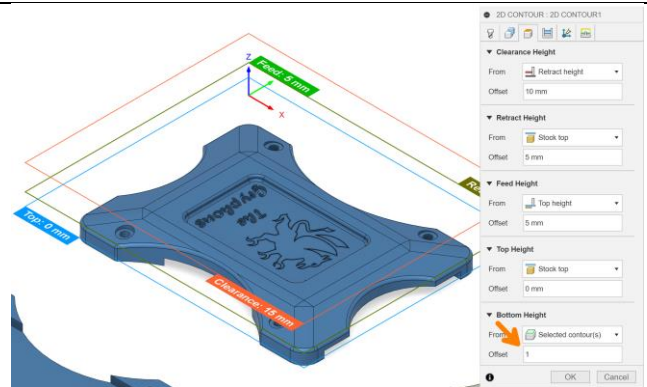 2D CONTOUR : 2D CONTOUR1
Clearance Height
From Retract height
Offset 10 mm
Retract Height
From Stock top
Offset 5 mm
Feed Height
From Top height
Offset 5 mm
Top Height
From Stock top
Offset 0 mm
Bottom Height
From Selected contour(s)
Offset 1
OK Cancel
Z
Feed: 5 mm
X
Re
Top: 0 mm
The
Gryphons
Clearance: 15 mm